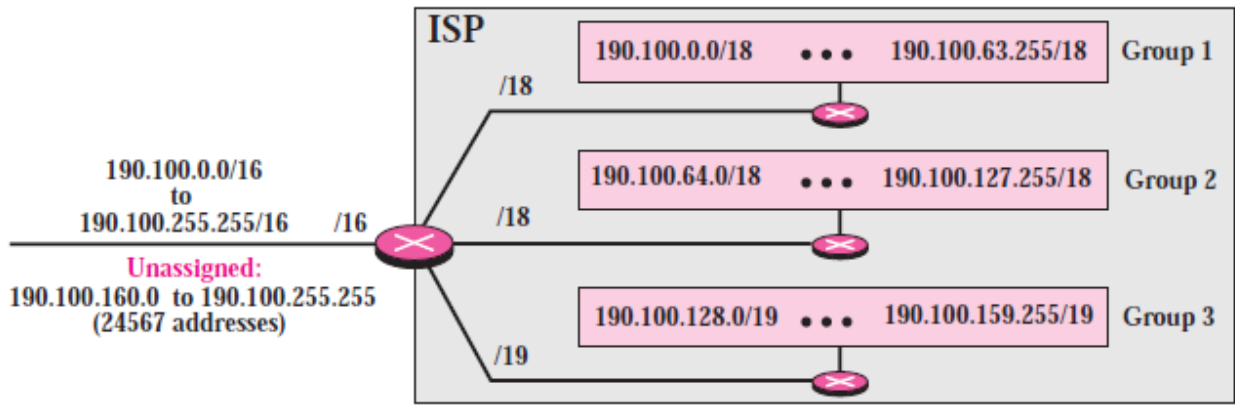 ISP
190.100.0.0/18 ••• 190.100.63.255/18 Group 1
/18
190.100.0.0/16
to
190.100.255.255/16 /16
Unassigned:
190.100.160.0 to 190.100.255.255
(24567 addresses)
190.100.64.0/18 ••• 190.100.127.255/18 Group 2
/18
190.100.128.0/19 ••• 190.100.159.255/19 Group 3
/19